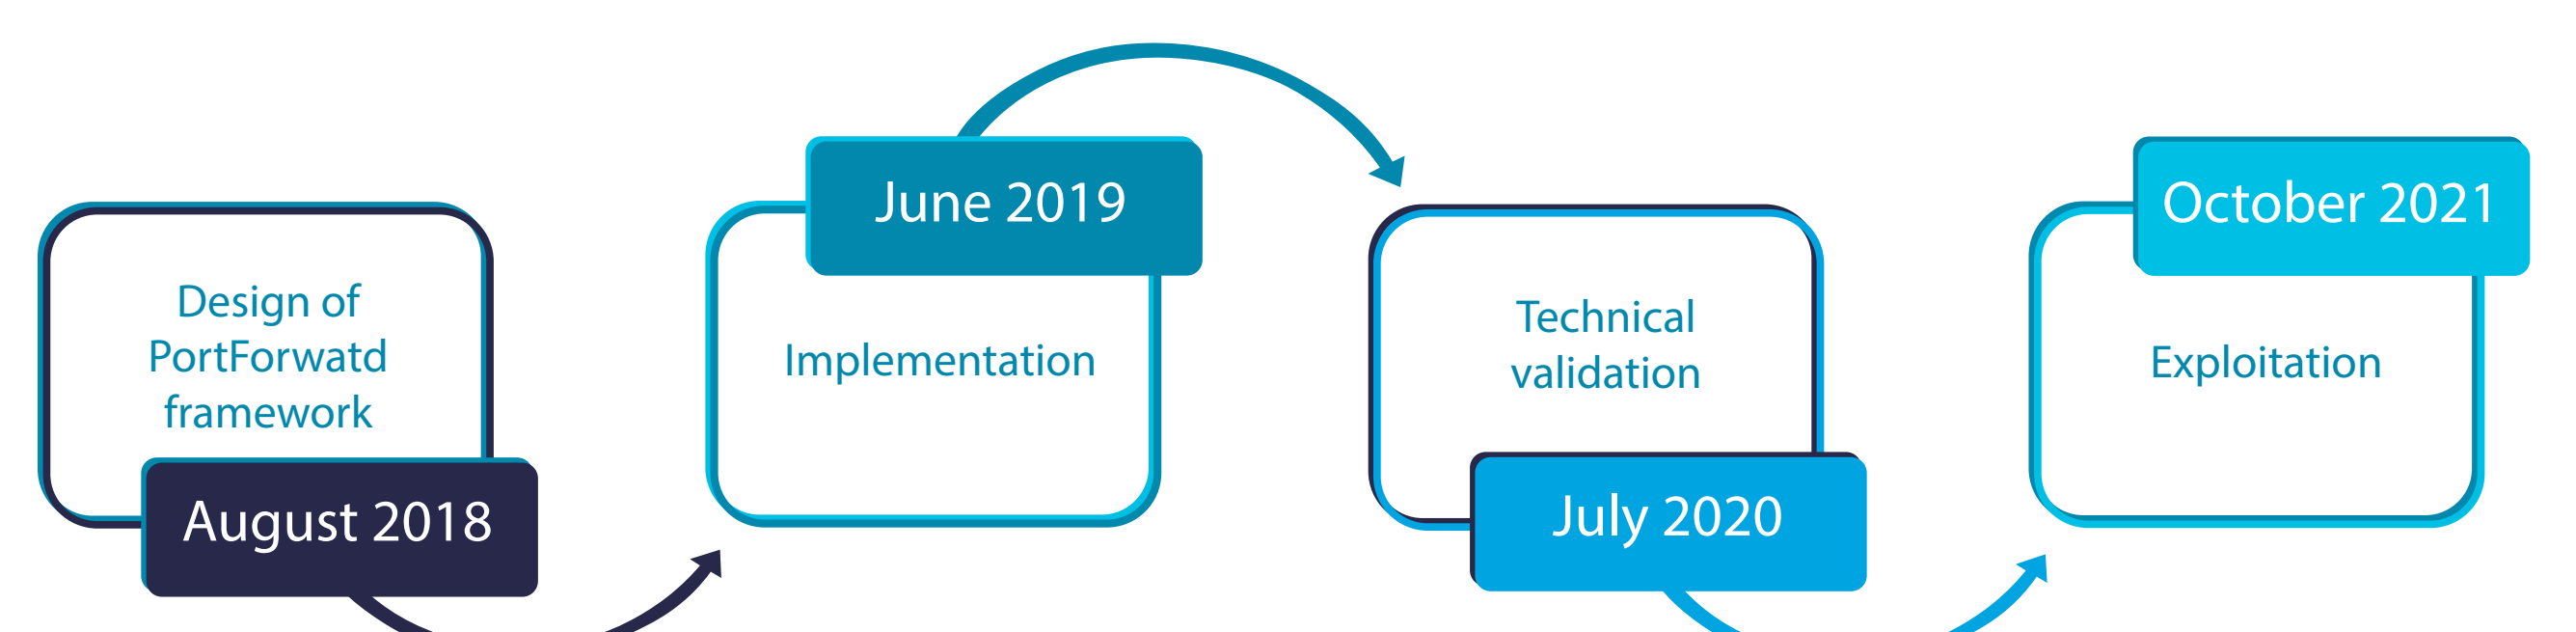 Design of
PortForwatd
framework
August 2018
June 2019
Implementation
Technical
validation
July 2020
October 2021
Exploitation